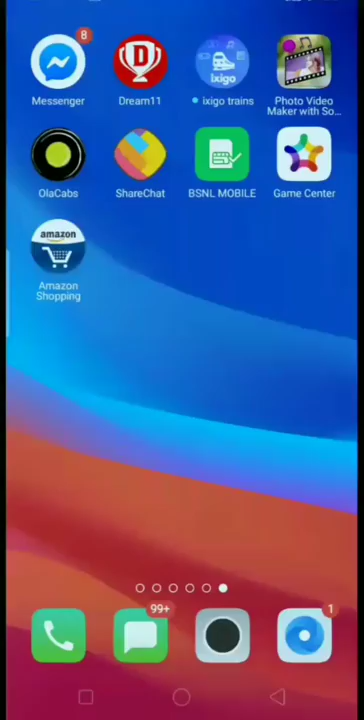 8
Messenger
D
Dream11
ixigo
ixigo trains
Photo Video
Maker with So...
OlaCabs
ShareChat
BSNL MOBILE
Game Center
amazon
Amazon
Shopping
99+
1